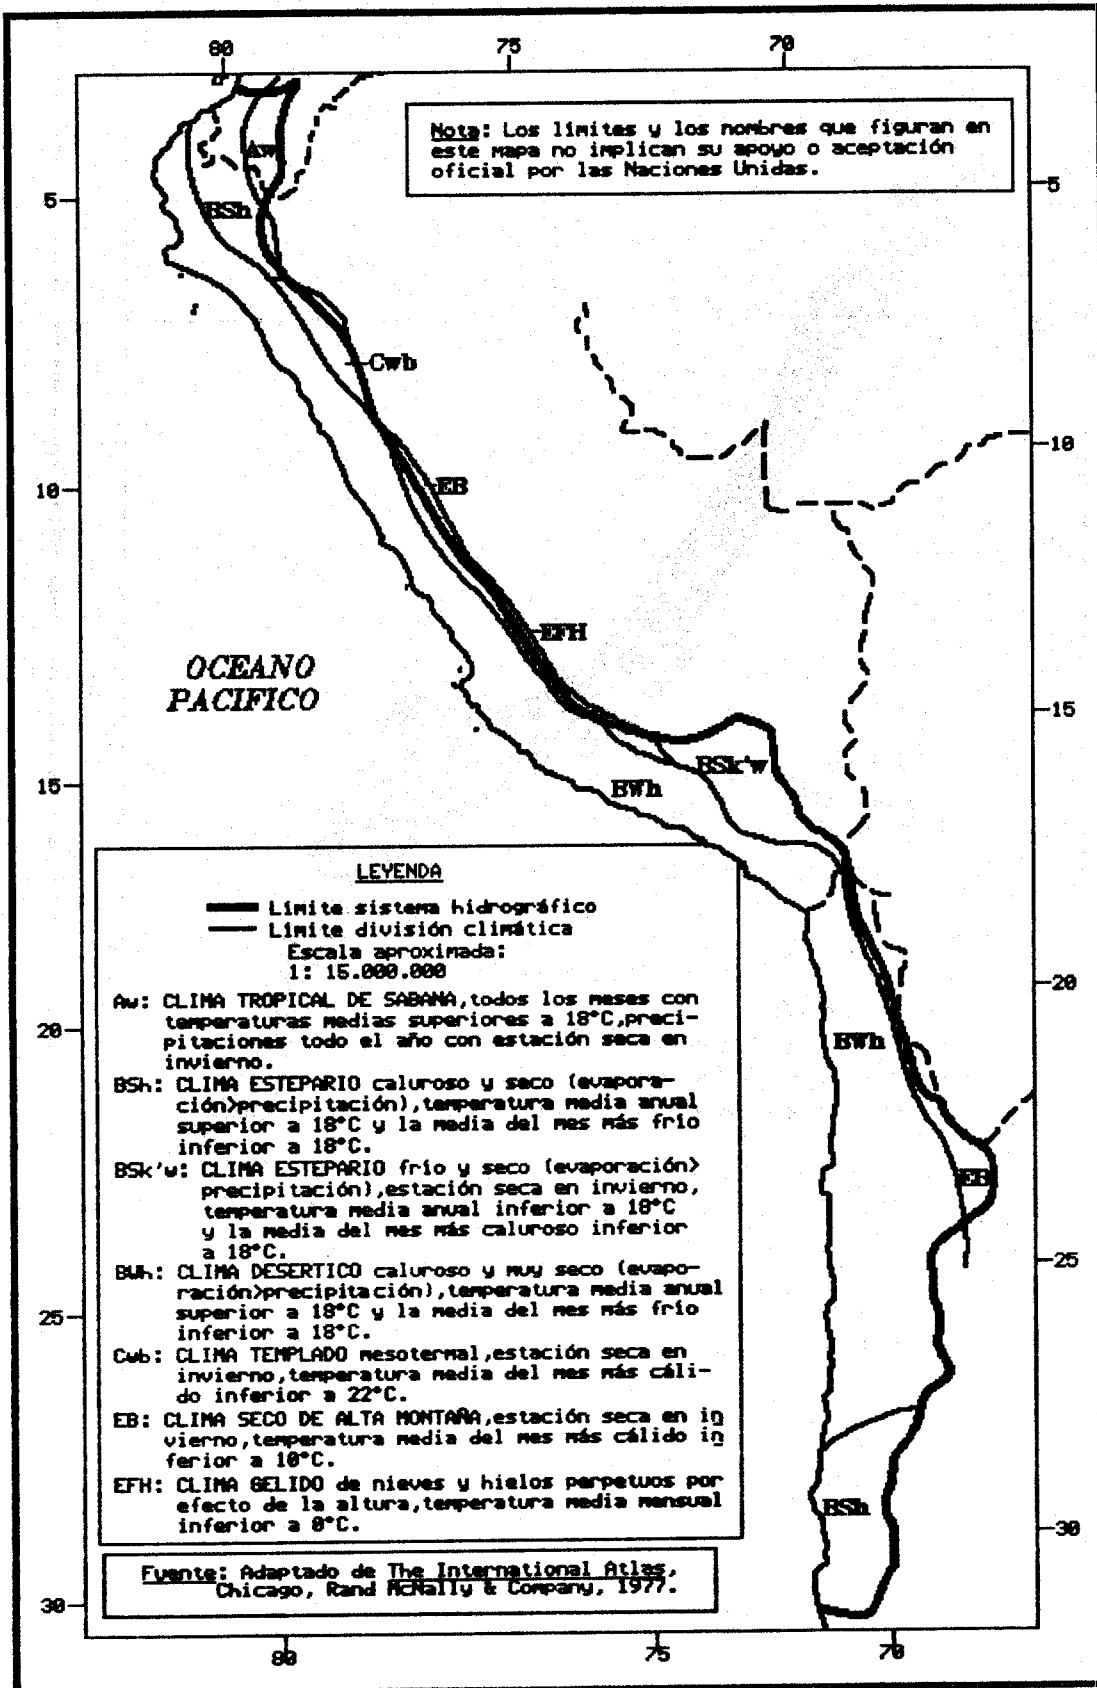 80
75
70
Nota: Los límites y los nombres que figuran en
este mapa no implican su apoyo o aceptación
oficial por las Naciones Unidas.
Aw
5
5
BSh
Cwb
10
EB
10
EFH
OCEANO
PACIFICO
15
BSk'w
15
BWh
LEYENDA
Límite sistema hidrográfico
Límite división climática
Escala aproximada:
1: 15.000.000
20
Aw: CLIMA TROPICAL DE SABANA,todos los meses con
temperaturas medias superiores a 18°C,preci-
20
pitaciones todo el año con estación seca en
invierno.
BWh
BSh: CLIMA ESTEPARIO caluroso y seco (evapora-
ción>precipitación),temperatura media anual
superior a 18°C y la media del mes más frío
inferior a 18°C.
BSk'w: CLIMA ESTEPARIO frío y seco (evaporación>
precipitación),estación seca en invierno,
temperatura media anual inferior a 18°C
y la media del mes más caluroso inferior
a 18°C.
EB
25
BWh: CLIMA DESERTICO caluroso y muy seco (evapo-
ración>precipitación),temperatura media anual
superior a 18°C y la media del mes más frío
25
inferior a 18°C.
Cwb: CLIMA TEMPLADO mesotermal,estación seca en
invierno,temperatura media del mes más cáli-
do inferior a 22°C.
EB: CLIMA SECO DE ALTA MONTAÑA,estación seca en in
vierno,temperatura media del mes más cálido in
ferior a 10°C.
EFH: CLIMA GELIDO de nieves y hielos perpetuos por
efecto de la altura,temperatura media mensual
inferior a 0°C.
BSh
30
Fuente: Adaptado de The International Atlas,
Chicago, Rand McNally & Company, 1977.
30
80
75
70